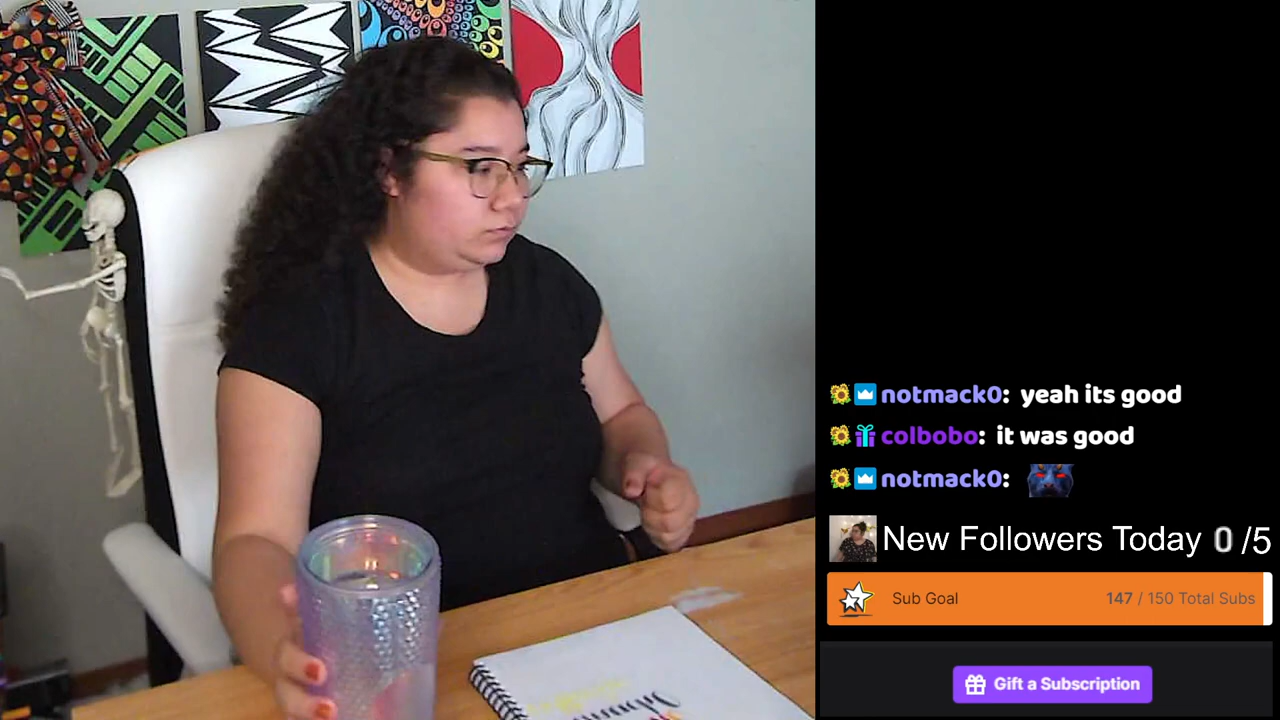 notmack0: yeah its good
colbobo: it was good
notmack0:
New Followers Today 0 /5
Sub Goal 147 / 150 Total Subs
Gift a Subscription